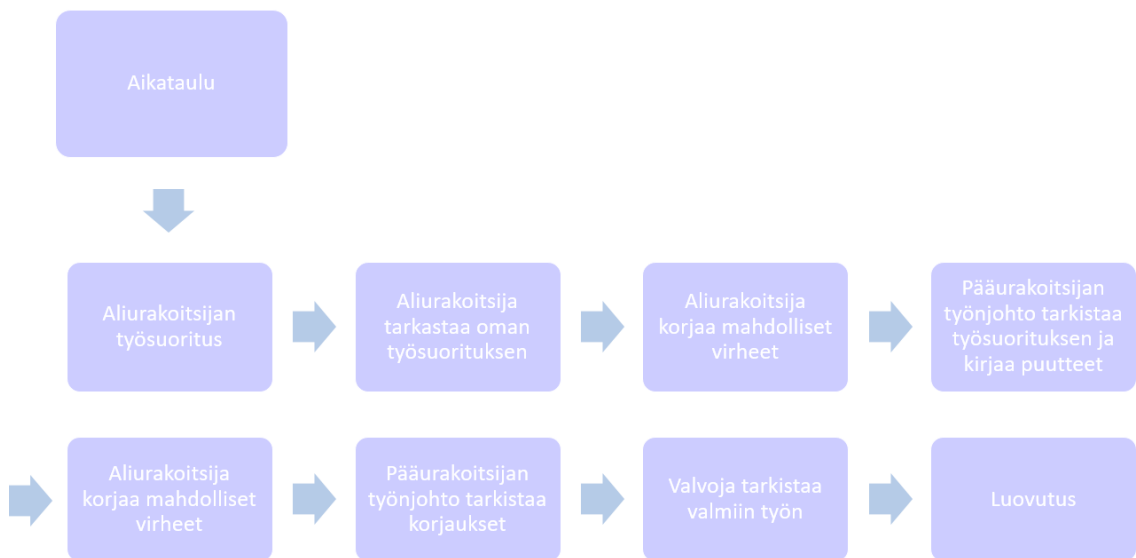 Aikataulu
Aliurakoitsijan
työsuoritus
Aliurakoitsija
tarkastaa oman
työsuorituksen
Aliurakoitsija
korjaa mahdolliset
virheet
Pääurakoitsijan
työnjohto tarkistaa
työsuorituksen ja
kirjaa puutteet
Aliurakoitsija
korjaa mahdolliset
virheet
Pääurakoitsijan
työnjohto tarkistaa
korjaukset
Valvoja tarkistaa
valmiin työn
Luovutus